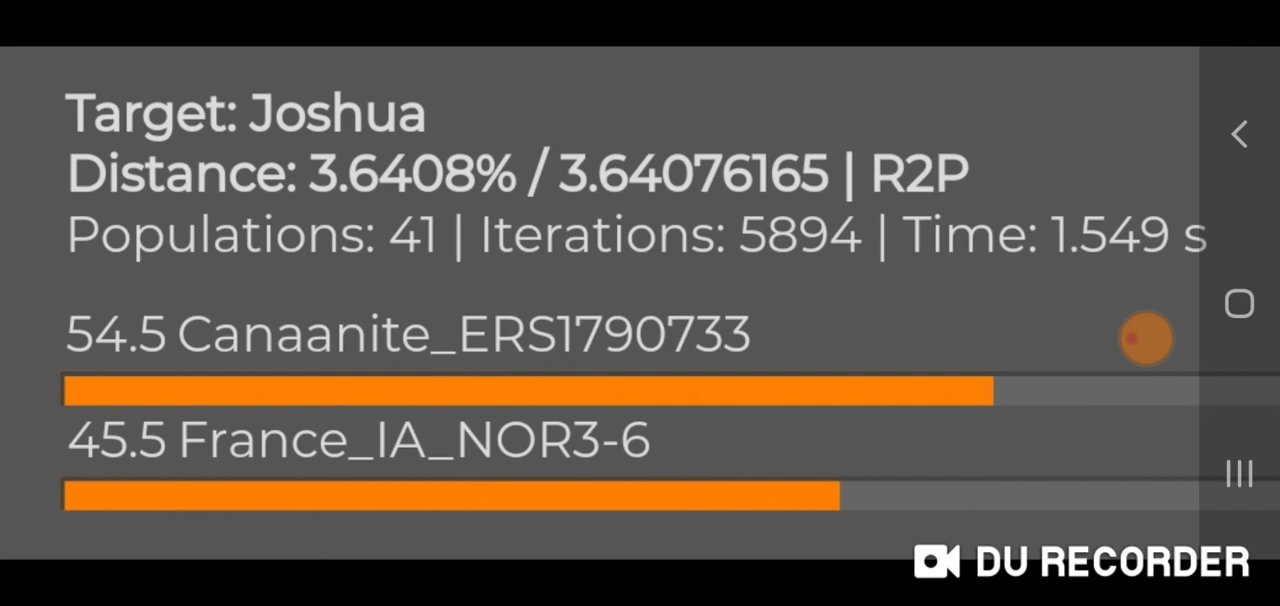 Target: Joshua
Distance: 3.6408% / 3.64076165 | R2P
Populations: 41 | Iterations: 5894 | Time: 1.549 s
54.5 Canaanite_ERS1790733
45.5 France_IA_NOR3-6
DU RECORDER